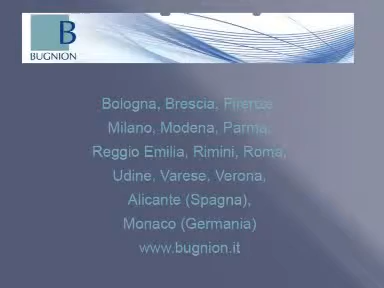 B
BUGNION
Bologna, Brescia, Firenze,
Milano, Modena, Parma,
Reggio Emilia, Rimini, Roma,
Udine, Varese, Verona,
Alicante (Spagna),
Monaco (Germania)
www.bugnion.it